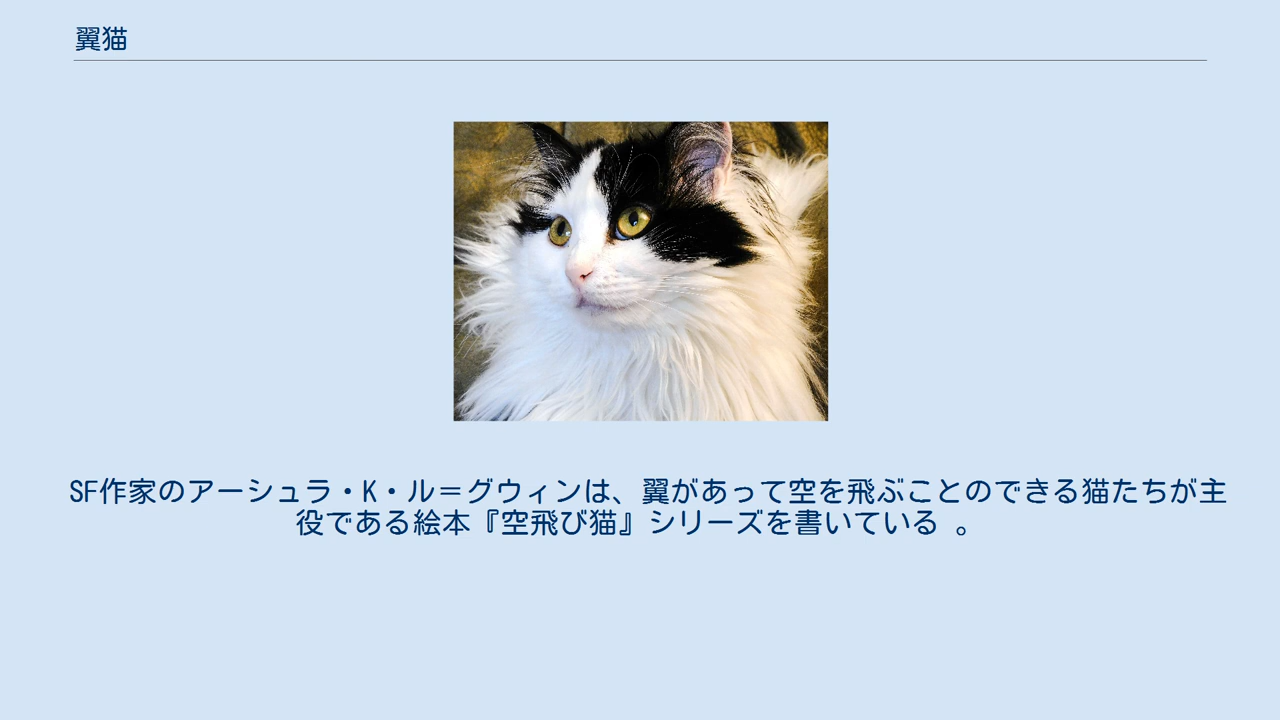 翼猫
SF作家のアーシュラ・K・ル＝グウィンは、翼があって空を飛ぶことのできる猫たちが主
役である絵本『空飛び猫』シリーズを書いている 。